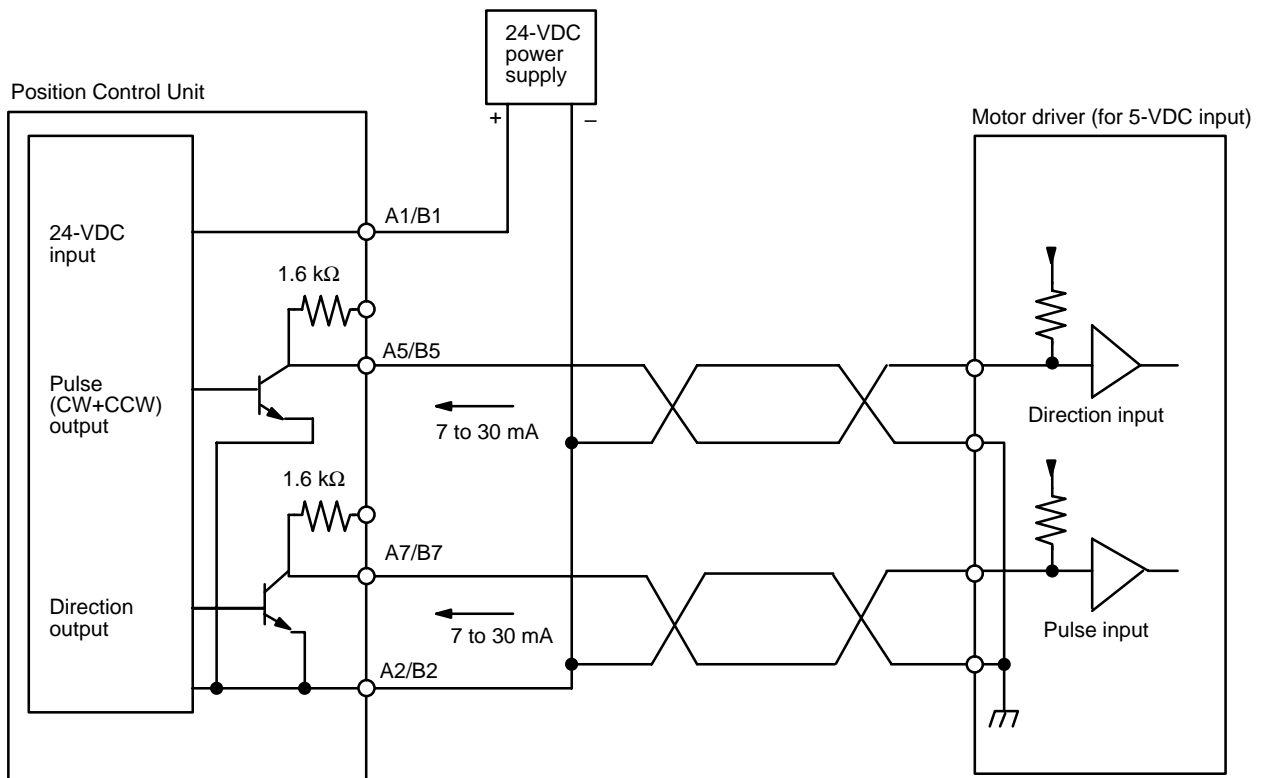 24-VDC
power
supply
Position Control Unit
+
–
Motor driver (for 5-VDC input)
A1/B1
24-VDC
input
1.6 kΩ
A5/B5
Pulse
(CW+CCW)
output
7 to 30 mA
Direction input
1.6 kΩ
A7/B7
Direction
output
7 to 30 mA
Pulse input
A2/B2